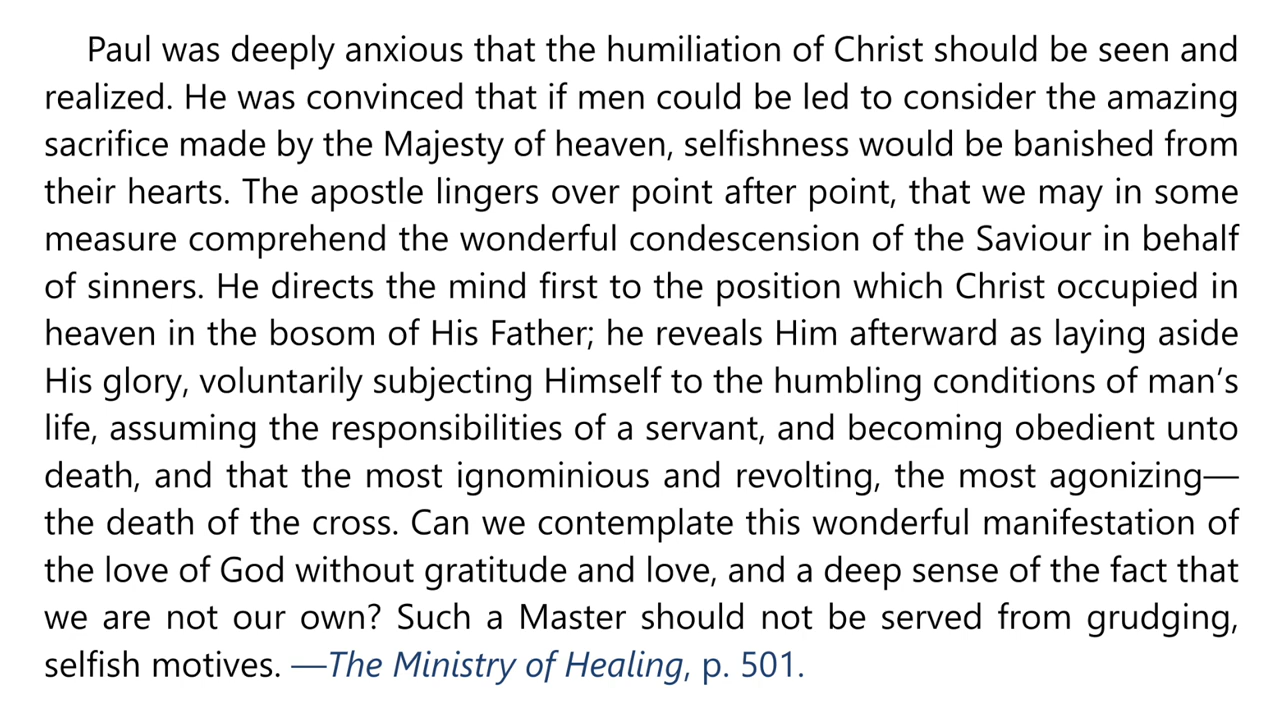 Paul was deeply anxious that the humiliation of Christ should be seen and
realized. He was convinced that if men could be led to consider the amazing
sacrifice made by the Majesty of heaven, selfishness would be banished from
their hearts. The apostle lingers over point after point, that we may in some
measure comprehend the wonderful condescension of the Saviour in behalf
of sinners. He directs the mind first to the position which Christ occupied in
heaven in the bosom of His Father; he reveals Him afterward as laying aside
His glory, voluntarily subjecting Himself to the humbling conditions of man’s
life, assuming the responsibilities of a servant, and becoming obedient unto
death, and that the most ignominious and revolting, the most agonizing—
the death of the cross. Can we contemplate this wonderful manifestation of
the love of God without gratitude and love, and a deep sense of the fact that
we are not our own? Such a Master should not be served from grudging,
selfish motives. —The Ministry of Healing, p. 501.